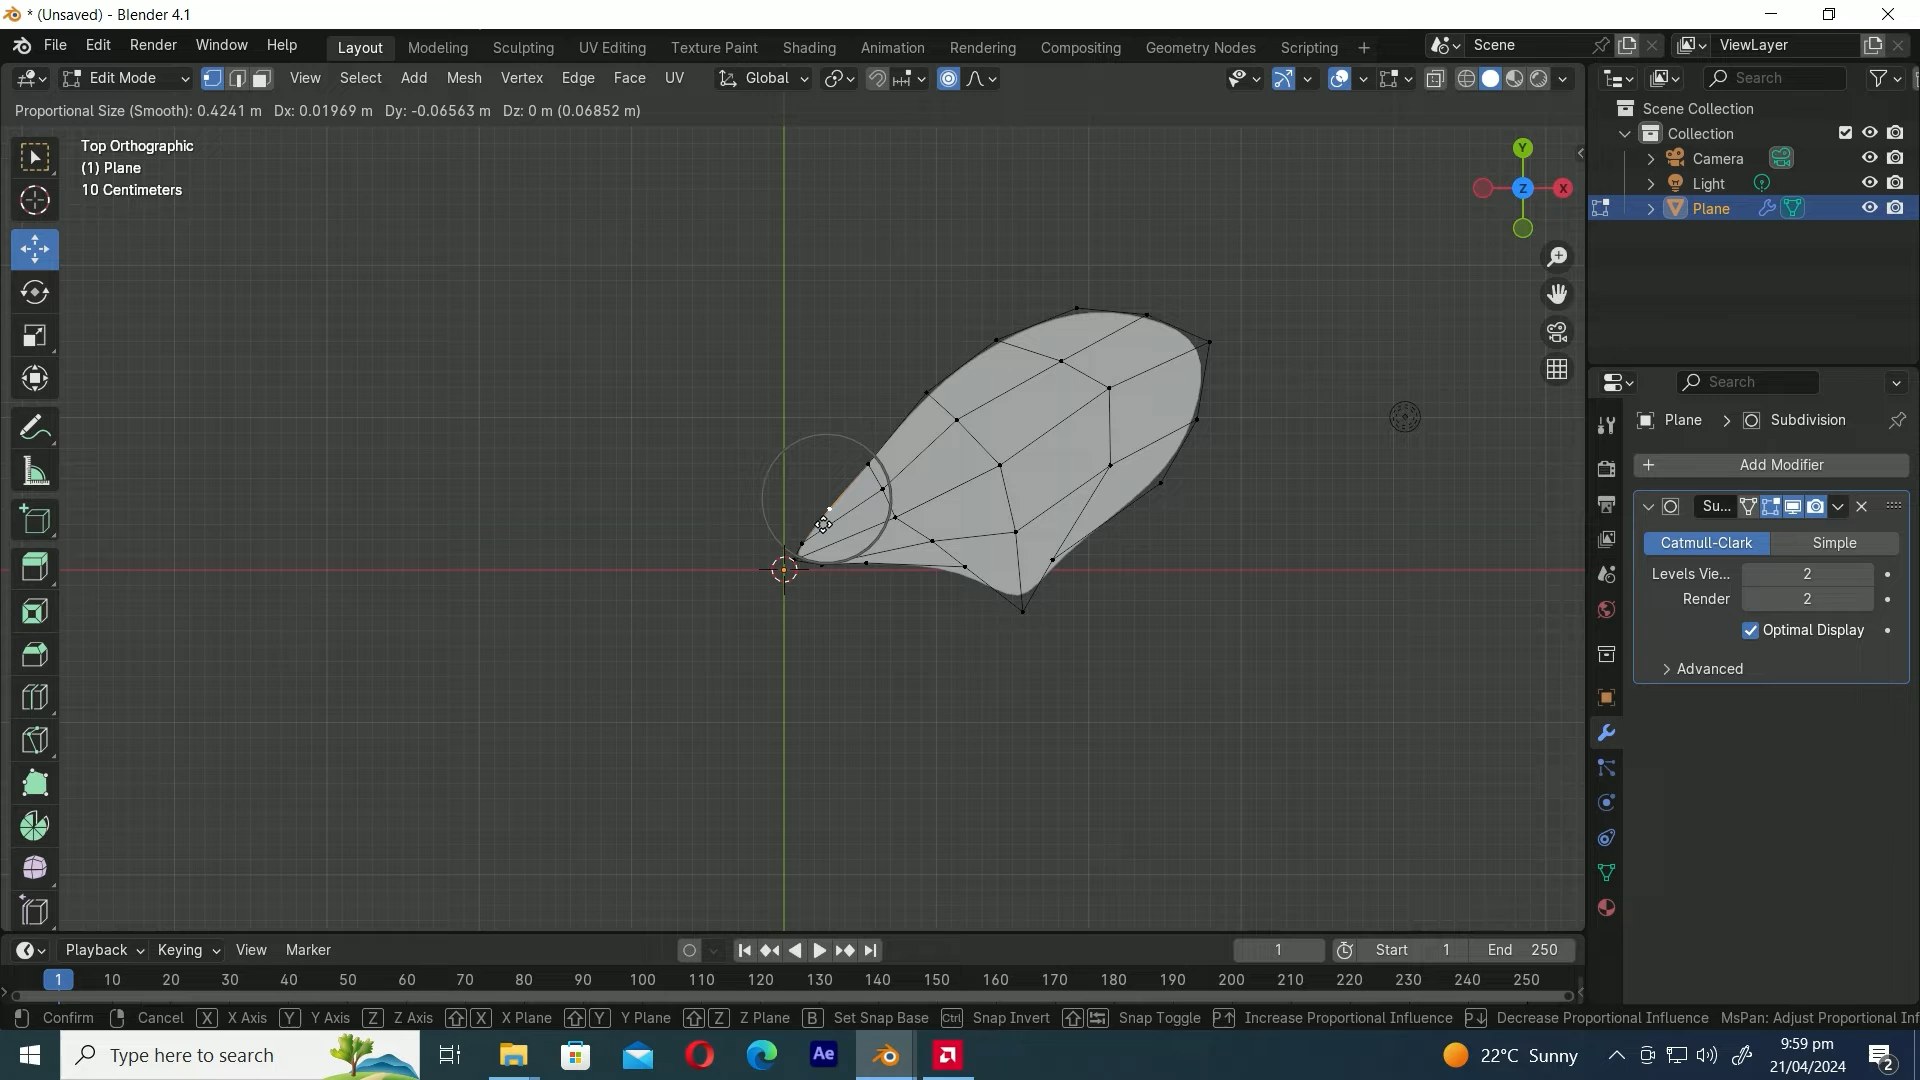 * (Unsaved) - Blender 4.1
File Edit Render Window Help Layout Modeling Sculpting UV Editing Texture Paint Shading Animation Rendering Compositing Geometry Nodes Scripting + Scene ViewLayer
Edit Mode View Select Add Mesh Vertex Edge Face UV Global Search
Proportional Size (Smooth): 0.4241 m Dx: 0.01969 m Dy: -0.06563 m Dz: 0 m (0.06852 m)
Scene Collection
Collection
Camera
Light
Plane
Top Orthographic
(1) Plane
10 Centimeters
Y
Z
X
Search
Plane > Subdivision
+ Add Modifier
Su...
Catmull-Clark Simple
Levels Vie... 2
Render 2
Optimal Display
Advanced
Playback Keying View Marker 1 Start 1 End 250
1 10 20 30 40 50 60 70 80 90 100 110 120 130 140 150 160 170 180 190 200 210 220 230 240 250
Confirm Cancel X X Axis Y Y Axis Z Z Axis X X Plane Y Y Plane Z Z Plane B Set Snap Base Ctrl Snap Invert Snap Toggle Increase Proportional Influence Decrease Proportional Influence MsPan: Adjust Proportional Inf
Type here to search Ae 22°C Sunny 9:59 pm
21/04/2024 2